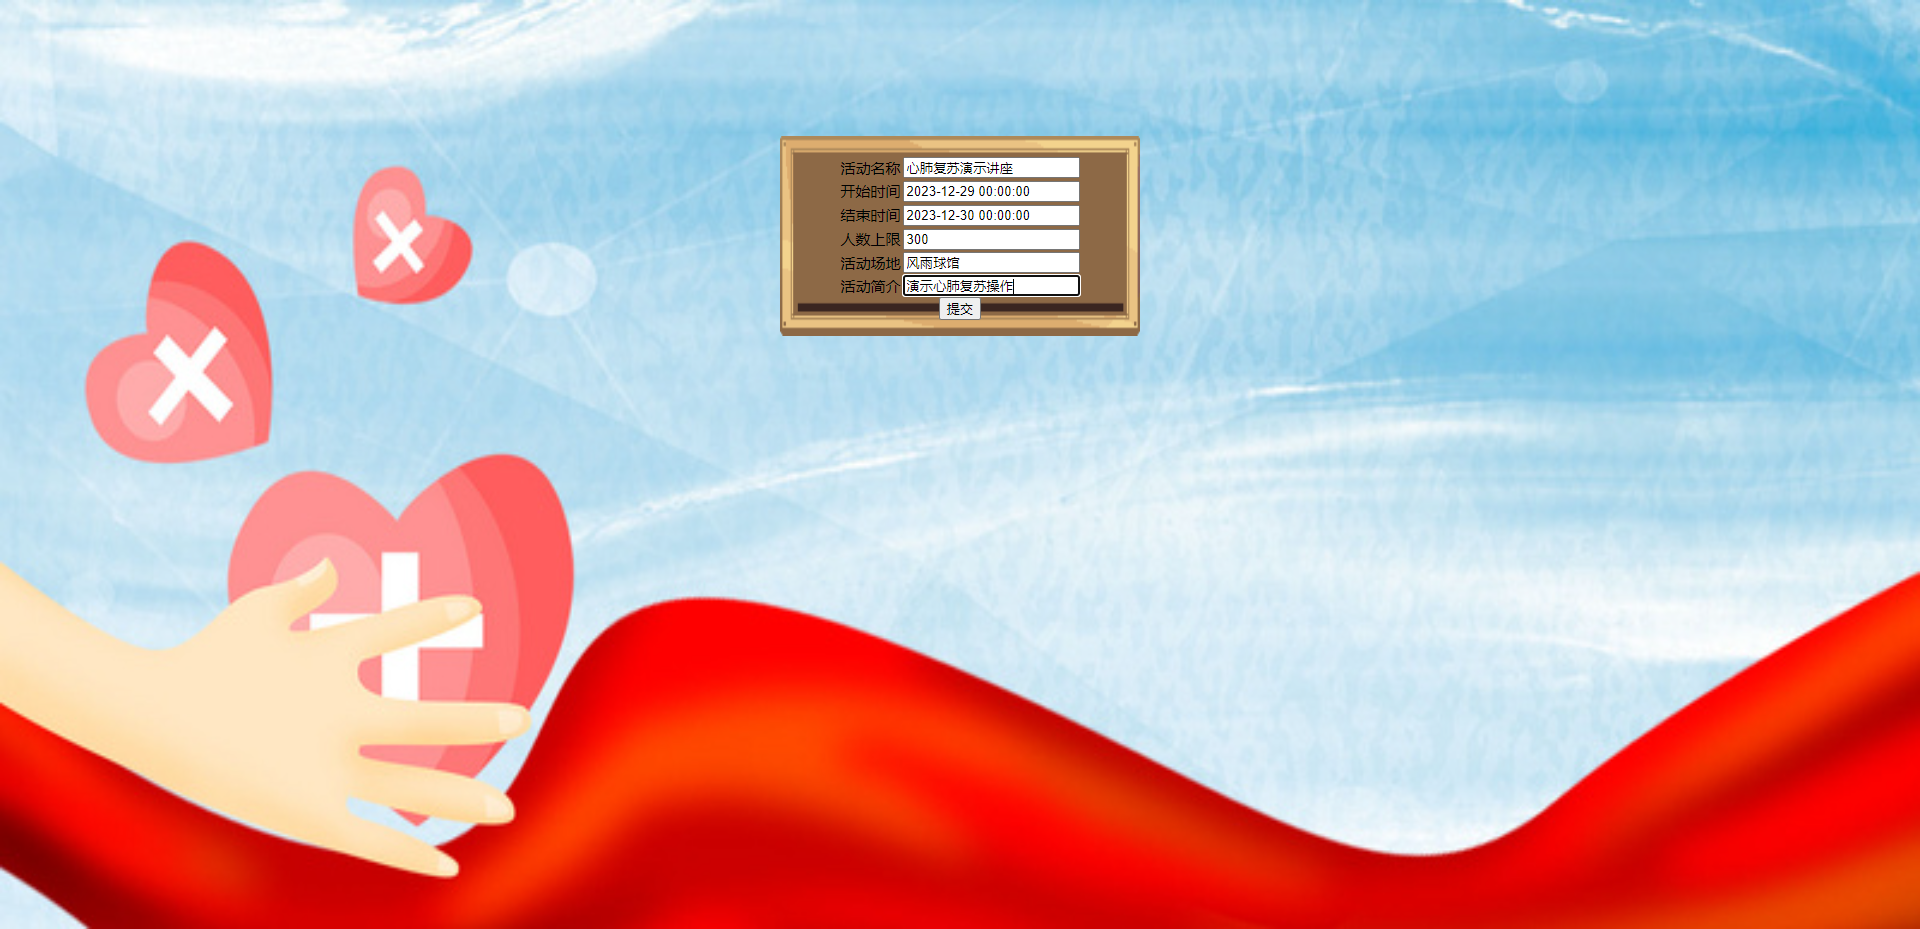 活动名称 心肺复苏演示讲座
开始时间 2023-12-29 00:00:00
结束时间 2023-12-30 00:00:00
人数上限 300
活动场地 风雨球馆
活动简介 演示心肺复苏操作
提交